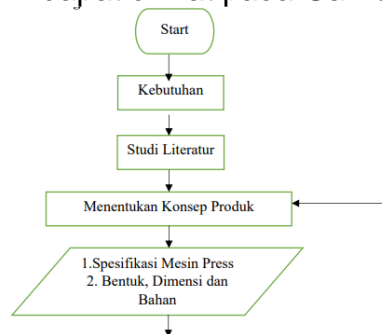 Start
Kebutuhan
Studi Literatur
Menentukan Konsep Produk
1.Spesifikasi Mesin Press
2. Bentuk, Dimensi dan
Bahan